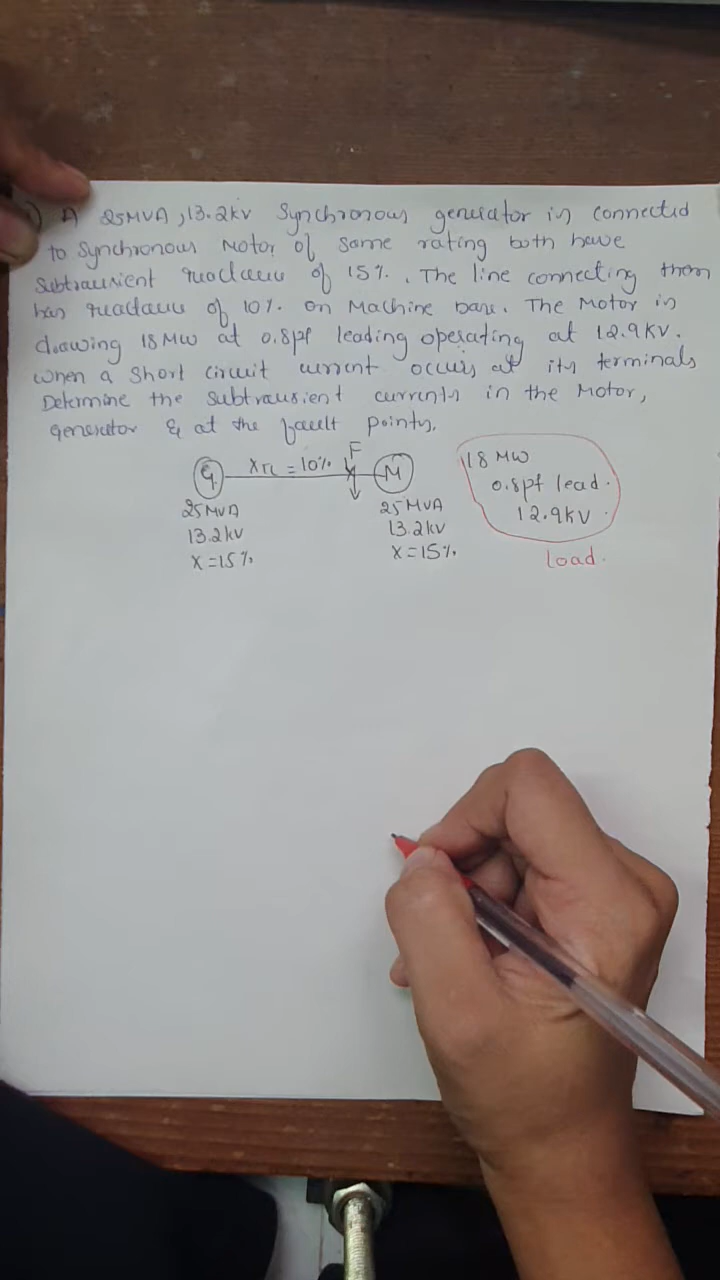 ) A 25MVA, 13.2kV Synchronous generator is connected
to Synchronous Motor of Same rating both have
Subtransient reactance of 15%. The line connecting them
has reactance of 10% on Machine base. The Motor is
drawing 18MW at 0.8pf leading operating at 12.9KV.
when a Short Circuit current occurs at its terminals
Determine the Subtransient currents in the Motor,
generator & at the fault points.
F
XTL = 10%
G
M
25MVA
13.2kV
X=15%
25MVA
13.2kV
X=15%
18 MW
0.8pf lead.
12.9KV.
load.